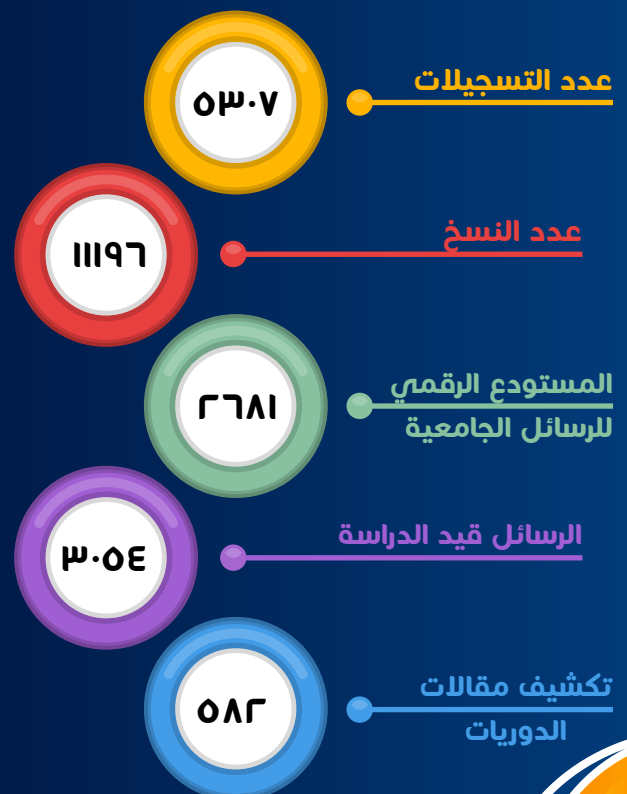 عدد التسجيلات
٥٣٠٧
عدد النسخ
١١١٩٦
المستودع الرقمي
للرسائل الجامعية
٢٦٨١
الرسائل قيد الدراسة
٣٠٥٤
تكشيف مقالات
الدوريات
٥٨٢